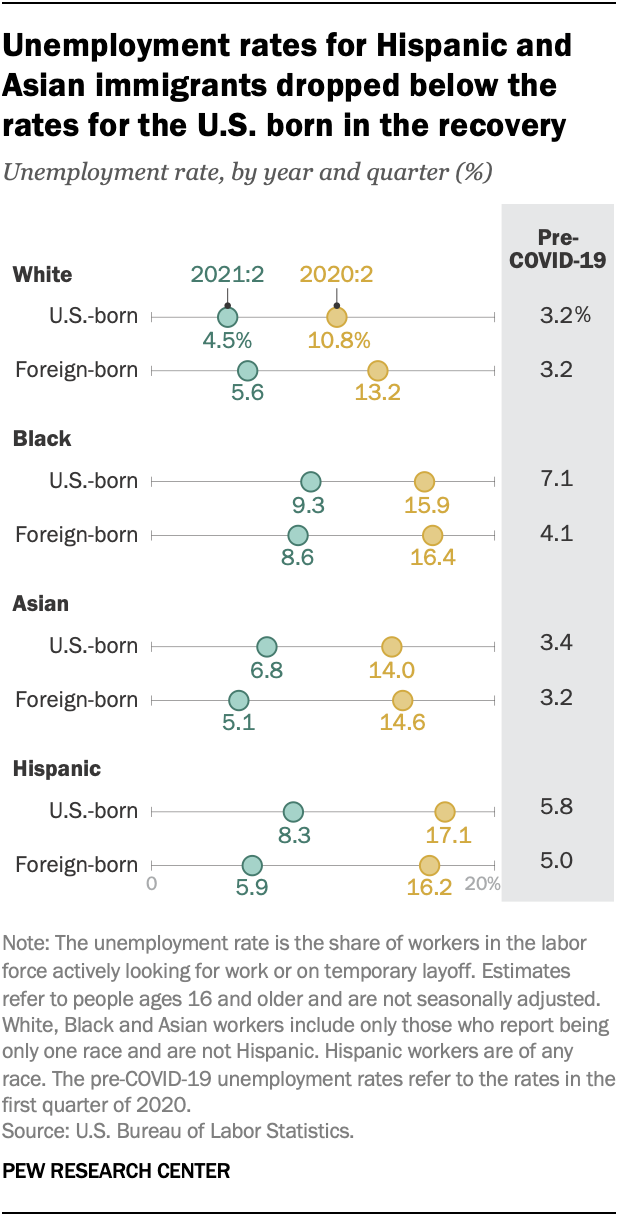 Unemployment rates for Hispanic and
Asian immigrants dropped below the
rates for the U.S. born in the recovery
Unemployment rate, by year and quarter (%)
Pre-
COVID-19
White 2021:2 2020:2
U.S.-born 3.2%
4.5% 10.8%
Foreign-born 3.2
5.6 13.2
Black
U.S.-born 7.1
9.3 15.9
Foreign-born 4.1
8.6 16.4
Asian
U.S.-born 3.4
6.8 14.0
Foreign-born 3.2
5.1 14.6
Hispanic
U.S.-born 5.8
8.3 17.1
Foreign-born 5.0
0 5.9 16.2 20%
Note: The unemployment rate is the share of workers in the labor
force actively looking for work or on temporary layoff. Estimates
refer to people ages 16 and older and are not seasonally adjusted.
White, Black and Asian workers include only those who report being
only one race and are not Hispanic. Hispanic workers are of any
race. The pre-COVID-19 unemployment rates refer to the rates in the
first quarter of 2020.
Source: U.S. Bureau of Labor Statistics.
PEW RESEARCH CENTER